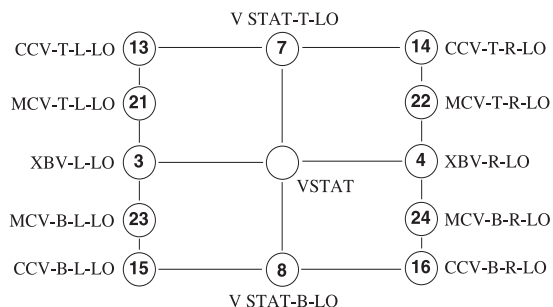 V STAT-T-LO
CCV-T-L-LO 13 7 14 CCV-T-R-LO
MCV-T-L-LO 21 22 MCV-T-R-LO
XBV-L-LO 3 4 XBV-R-LO
VSTAT
MCV-B-L-LO 23 24 MCV-B-R-LO
CCV-B-L-LO 15 8 16 CCV-B-R-LO
V STAT-B-LO